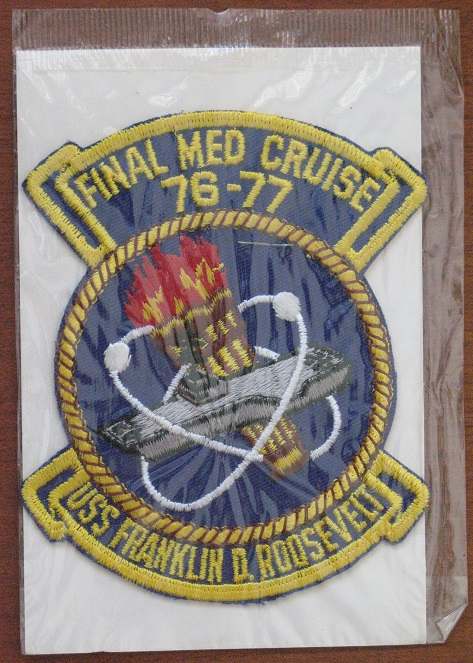 FINAL MED CRUISE
76-77
USS FRANKLIN D. ROOSEVELT